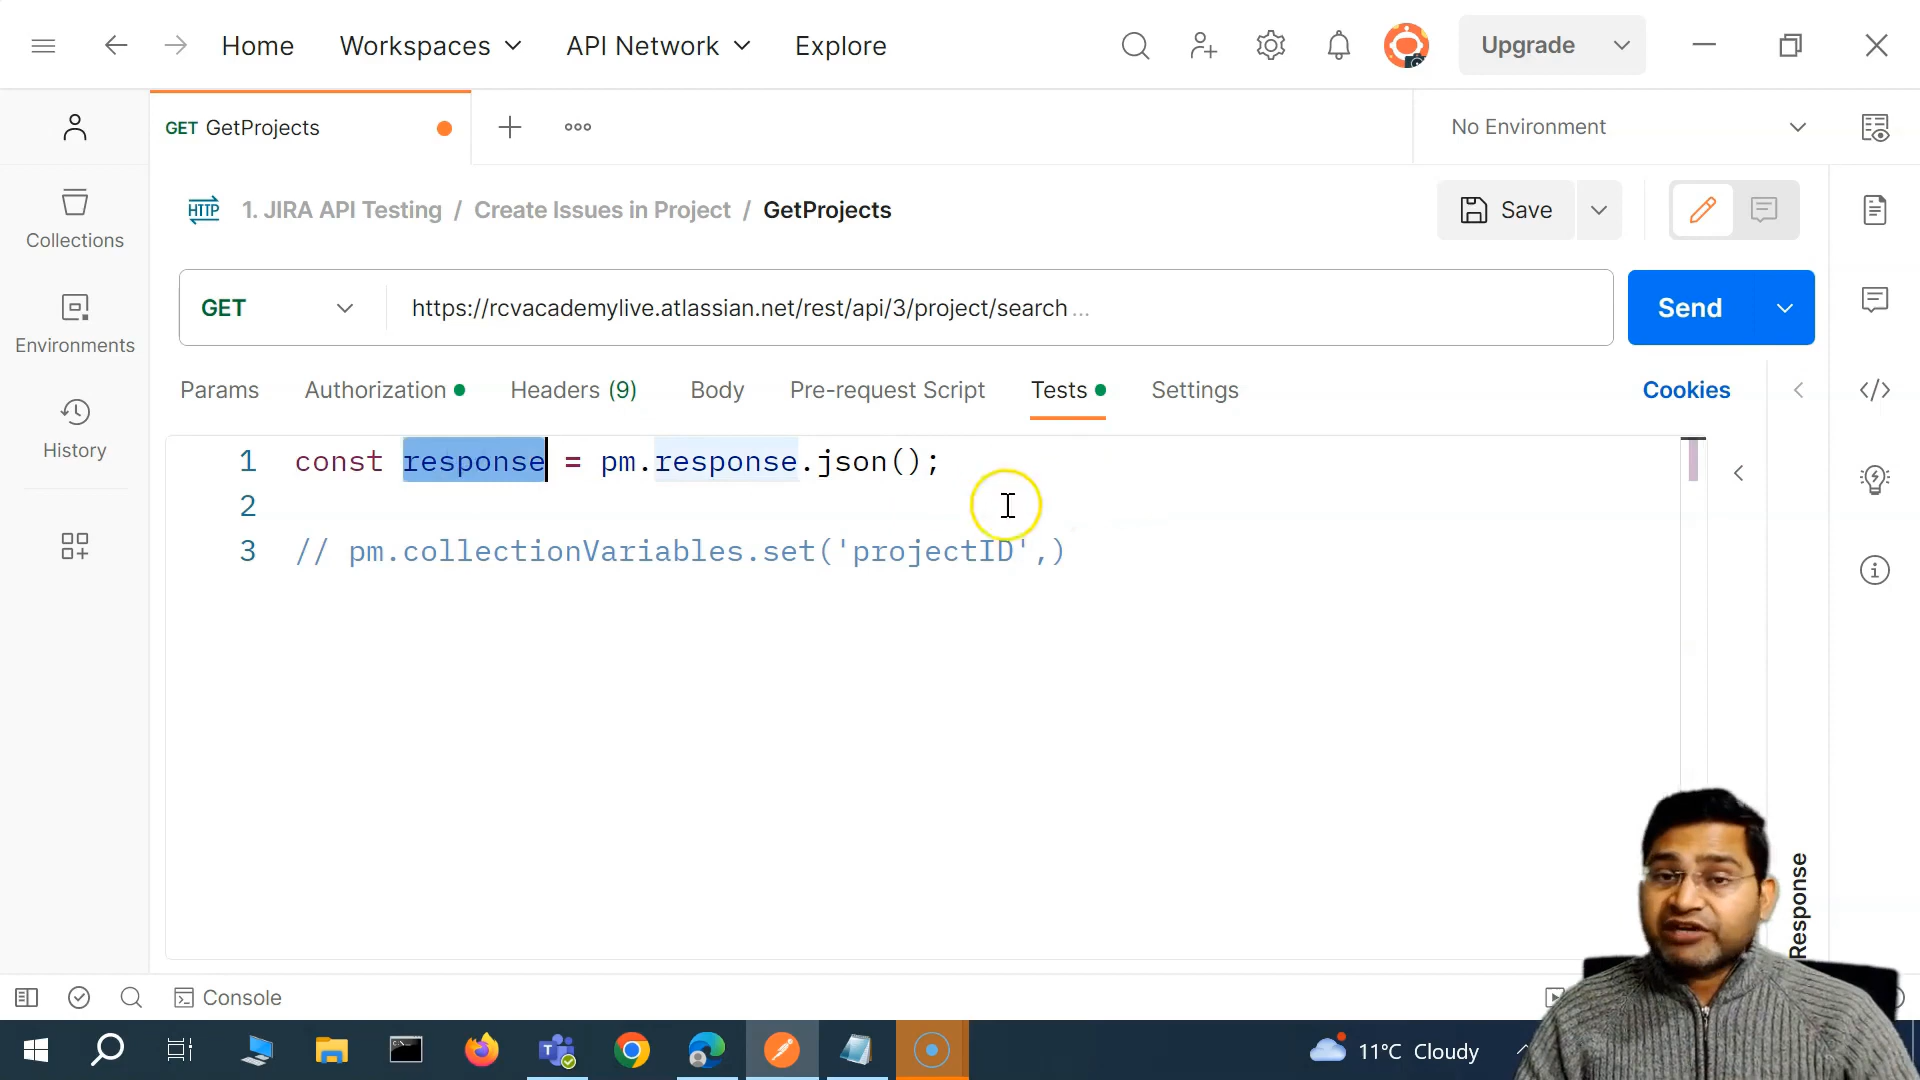 Home Workspaces API Network Explore Upgrade
GET GetProjects No Environment
HTTP 1. JIRA API Testing / Create Issues in Project / GetProjects Save
Collections
GET https://rcvacademylive.atlassian.net/rest/api/3/project/search ... Send
Environments
Params Authorization Headers (9) Body Pre-request Script Tests Settings Cookies
History
1 const response = pm.response.json();
2
3 // pm.collectionVariables.set('projectID',)
Response
Console
11°C Cloudy